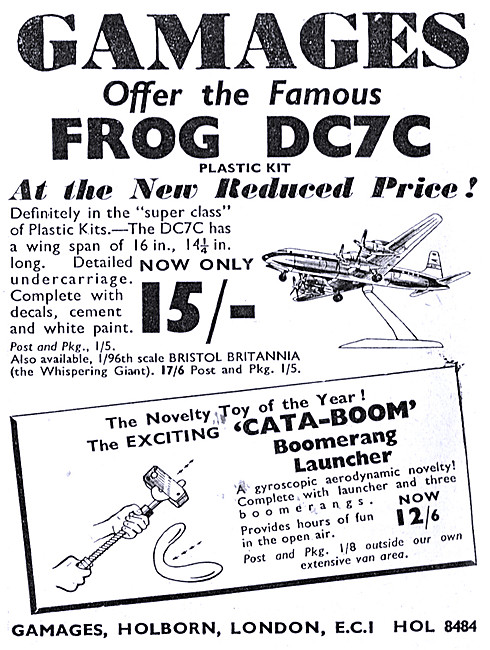 GAMAGES
Offer the Famous
FROG DC7C
PLASTIC KIT
At the New Reduced Price!
Definitely in the "super class"
of Plastic Kits.—The DC7C has
a wing span of 16 in., 14¼ in.
long. Detailed
undercarriage.
Complete with
decals, cement
and white paint.
NOW ONLY
15/-
Post and Pkg., 1/5.
Also available, 1/96th scale BRISTOL BRITANNIA
(the Whispering Giant). 17/6 Post and Pkg. 1/5.
The Novelty Toy of the Year!
The EXCITING 'CATA-BOOM'
Boomerang
Launcher
A gyroscopic aerodynamic novelty!
Complete with launcher and three
boomerangs.
Provides hours of fun
in the open air.
NOW
12/6
Post and Pkg. 1/8 outside our own
extensive van area.
GAMAGES, HOLBORN, LONDON, E.C.1 HOL 8484